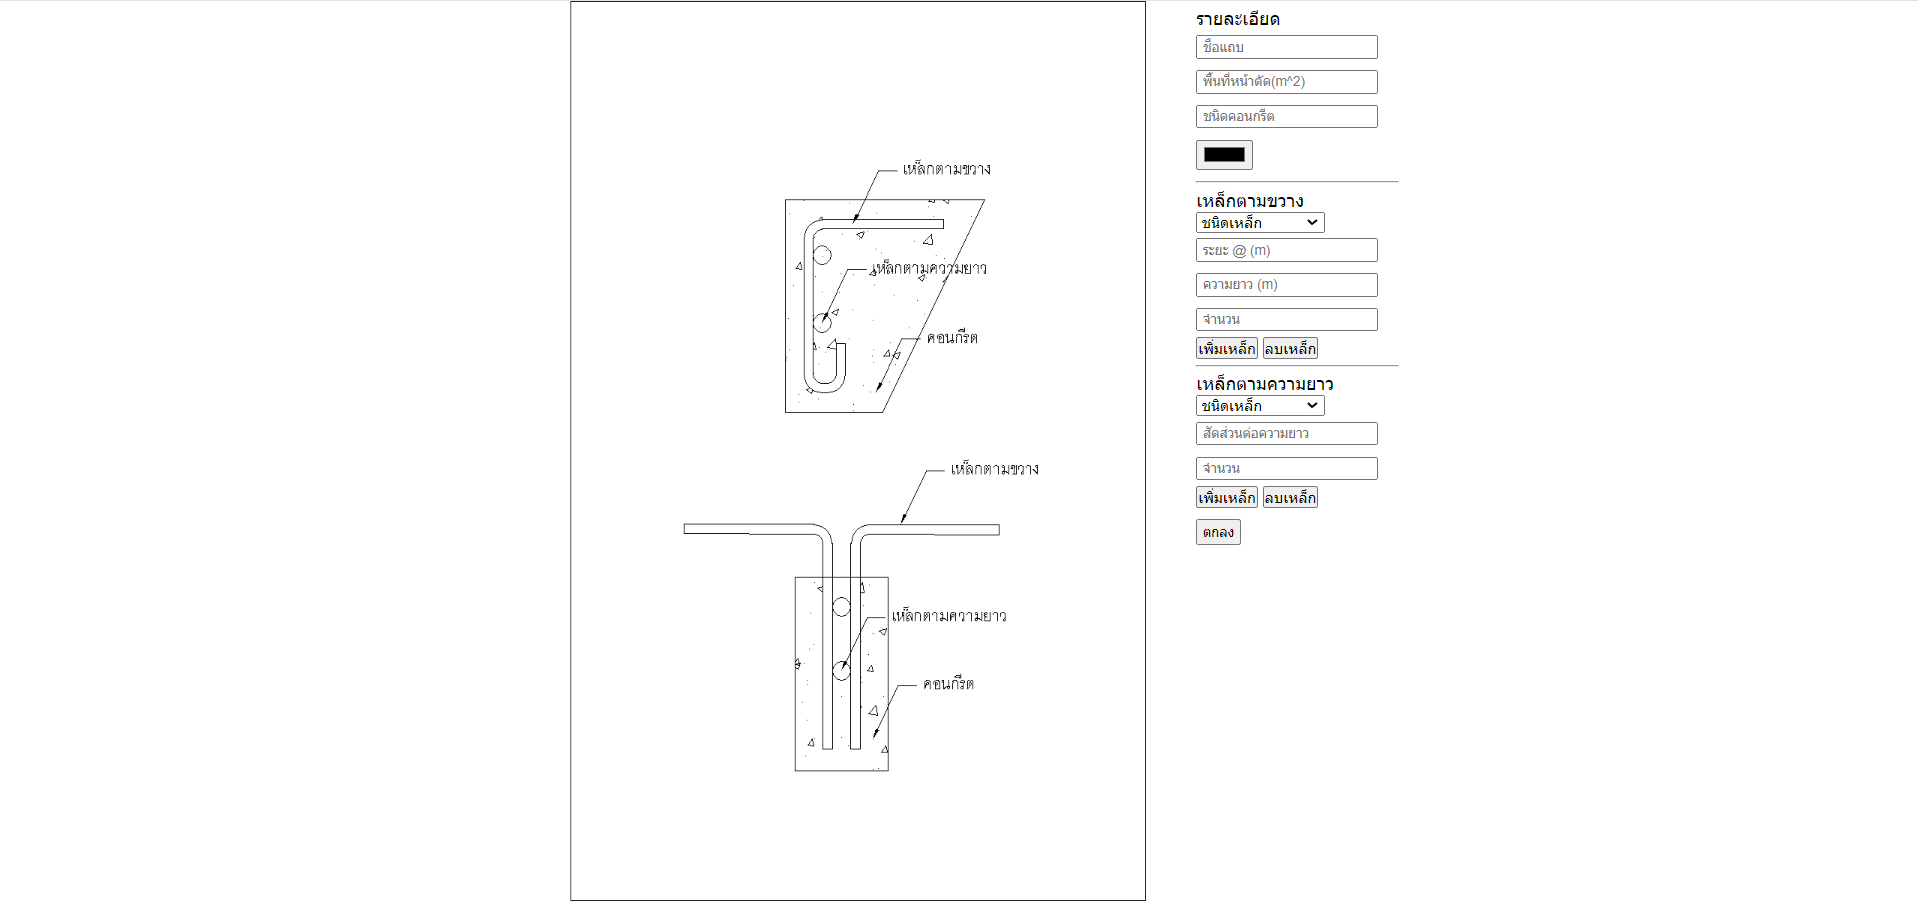 เหล็กตามขวาง
เหล็กตามความยาว
คอนกรีต
เหล็กตามขวาง
เหล็กตามความยาว
คอนกรีต
รายละเอียด
ชื่อแถบ
พื้นที่หน้าตัด(m^2)
ชนิดคอนกรีต
เหล็กตามขวาง
ชนิดเหล็ก
ระยะ @ (m)
ความยาว (m)
จำนวน
เพิ่มเหล็ก ลบเหล็ก
เหล็กตามความยาว
ชนิดเหล็ก
สัดส่วนต่อความยาว
จำนวน
เพิ่มเหล็ก ลบเหล็ก
ตกลง